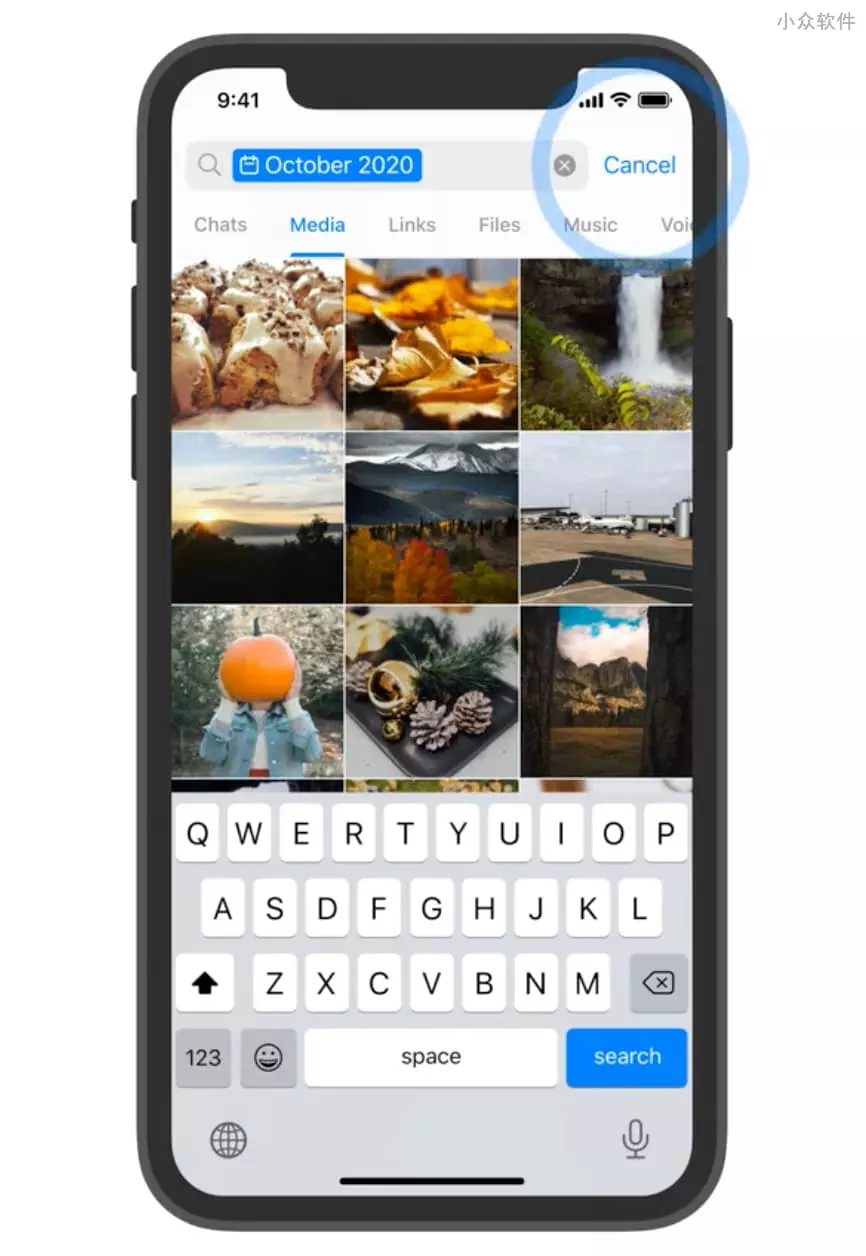 小众软件
9:41
October 2020
Cancel
Chats Media Links Files Music Voi
Q W E R T Y U I O P
A S D F G H J K L
Z X C V B N M
123 space search